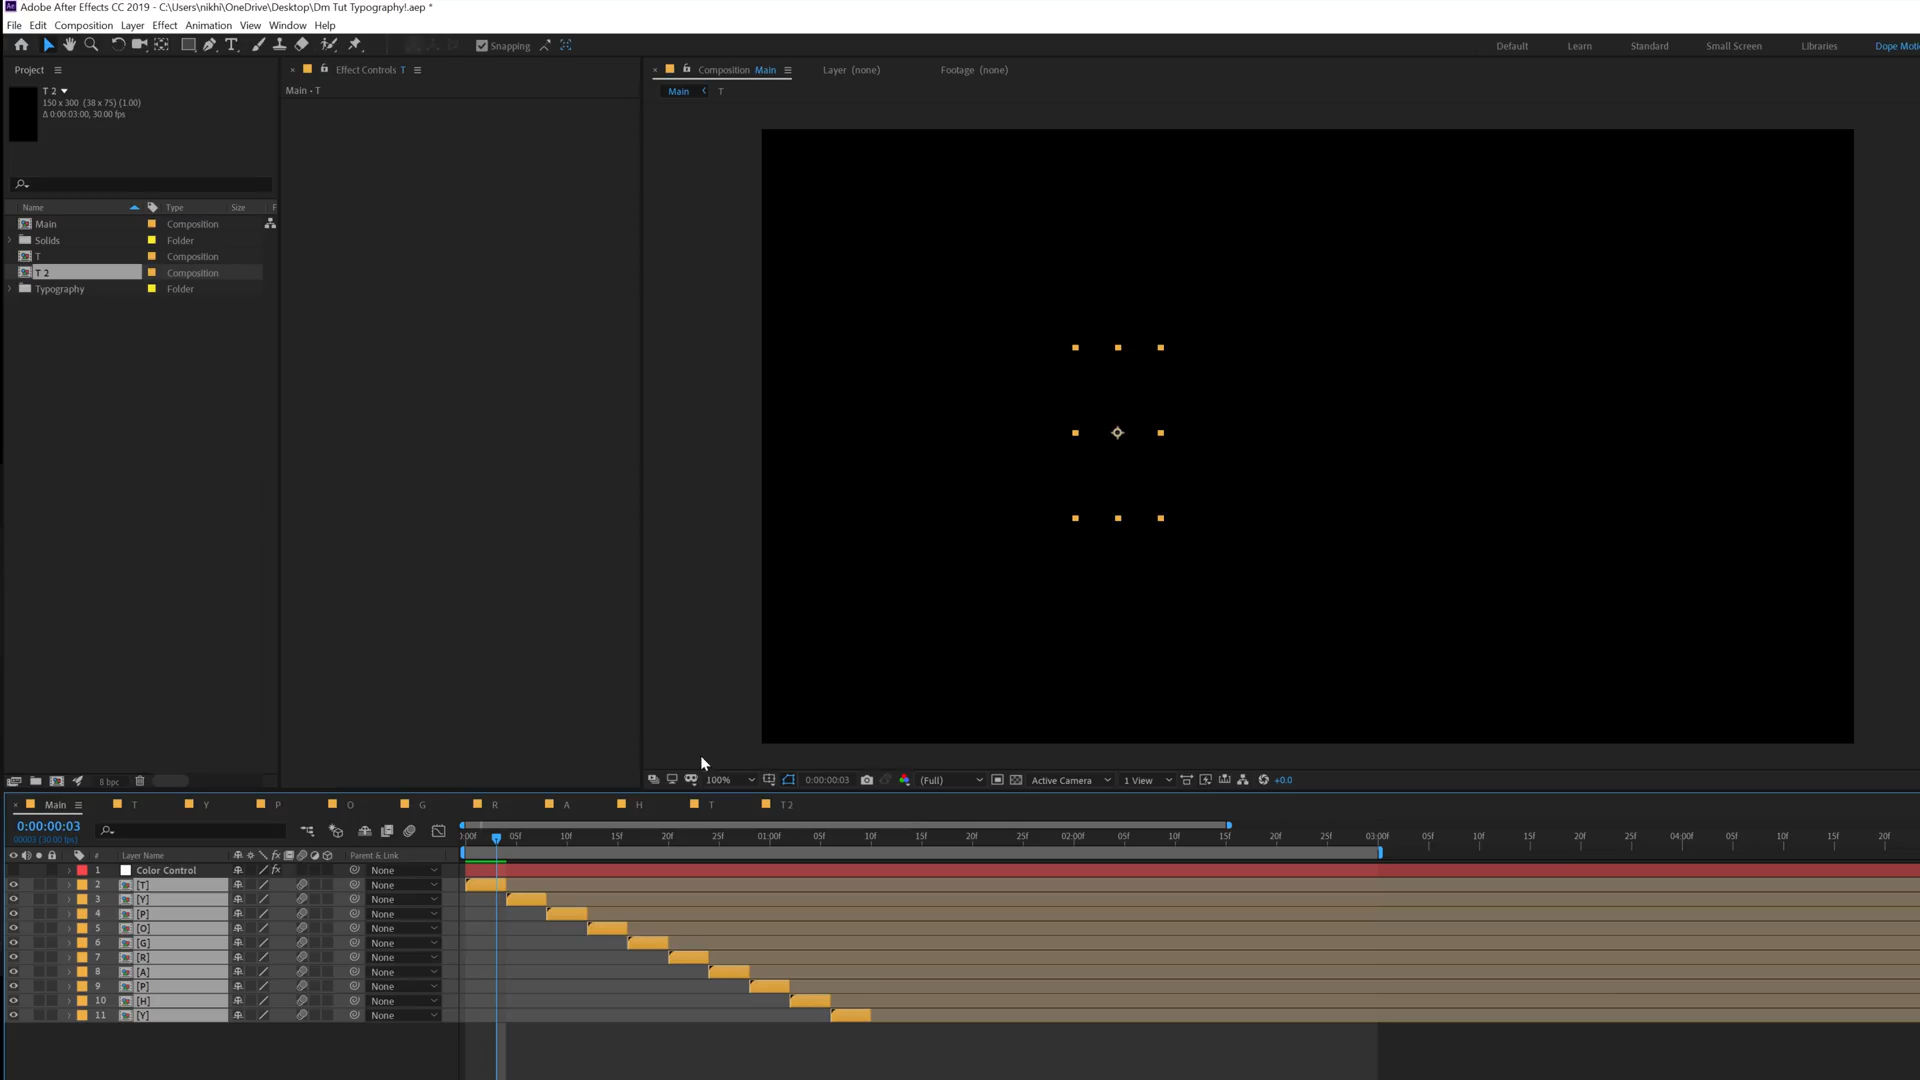 Adobe After Effects CC 2019 - C:\Users\nikhi\OneDrive\Desktop\Dm Tut Typography!.aep *
File Edit Composition Layer Effect Animation View Window Help
Snapping
Default Learn Standard Small Screen Libraries Dope Moti
Project
Effect Controls T
Composition Main
Layer (none)
Footage (none)
T 2
150 x 300 (38 x 75) (1.00)
Δ 0:00:03:00, 30.00 fps
Main • T
Main
T
Name Type Size F
Main Composition
Solids Folder
T Composition
T 2 Composition
Typography Folder
8 bpc
100%
0:00:00:03
(Full)
Active Camera
1 View
+0.0
Main T Y P O G R A H T T 2
0:00:00:03
00003 (30.00 fps)
:00f 05f 10f 15f 20f 25f 01:00f 05f 10f 15f 20f 25f 02:00f 05f 10f 15f 20f 25f 03:00f 05f 10f 15f 20f 25f 04:00f 05f 10f 15f 20
# Layer Name fx Parent & Link
1 Color Control fx None
2 [T] None
3 [Y] None
4 [P] None
5 [O] None
6 [G] None
7 [R] None
8 [A] None
9 [P] None
10 [H] None
11 [Y] None